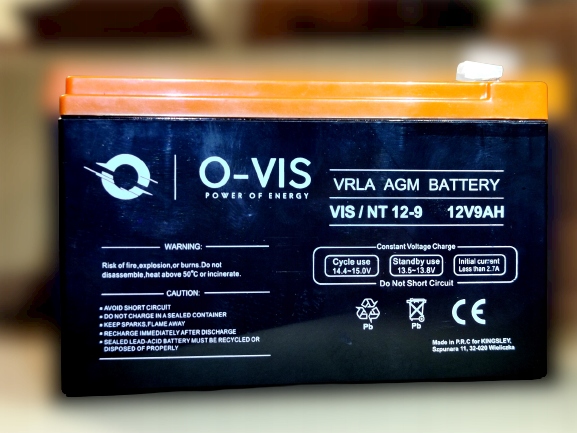 O-VIS
POWER OF ENERGY
VRLA AGM BATTERY
VIS / NT 12-9 12V9AH
WARNING:
Risk of fire,explosion,or burns.Do not
disassemble,heat above 50°C or incinerate.
CAUTION:
▪ AVOID SHORT CIRCUIT
▪ DO NOT CHARGE IN A SEALED CONTAINER
▪ KEEP SPARKS,FLAME AWAY
▪ RECHARGE IMMEDIATELY AFTER DISCHARGE
▪ SEALED LEAD-ACID BATTERY MUST BE RECYCLED OR
DISPOSED OF PROPERLY
Constant Voltage Charge
Cycle use
14.4~15.0V
Standby use
13.5~13.8V
Initial current
Less than 2.7A
Do Not Short Circuit
Pb
Pb
CE
Made in P.R.C for KINGSLEY,
Szpunara 11, 32-020 Wieliczka